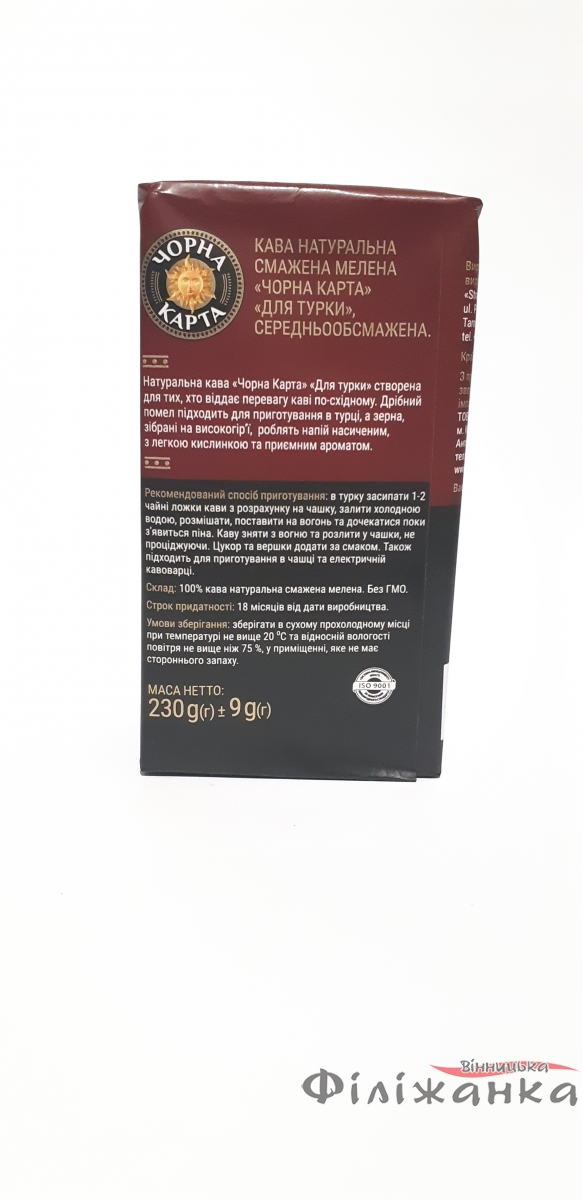 ЧОРНА
КАРТА
КАВА НАТУРАЛЬНА
СМАЖЕНА МЕЛЕНА
«ЧОРНА КАРТА»
«ДЛЯ ТУРКИ»,
СЕРЕДНЬООБСМАЖЕНА.
Натуральна кава «Чорна Карта» «Для турки» створена
для тих, хто віддає перевагу каві по-східному. Дрібний
помел підходить для приготування в турці, а зерна,
зібрані на високогір'ї, роблять напій насиченим,
з легкою кислинкою та приємним ароматом.
Рекомендований спосіб приготування: в турку засипати 1-2
чайні ложки кави з розрахунку на чашку, залити холодною
водою, розмішати, поставити на вогонь та дочекатися поки
з'явиться піна. Каву зняти з вогню та розлити у чашки, не
проціджуючи. Цукор та вершки додати за смаком. Також
підходить для приготування в чашці та електричній
кавоварці.
Склад: 100% кава натуральна смажена мелена. Без ГМО.
Строк придатності: 18 місяців від дати виробництва.
Умови зберігання: зберігати в сухому прохолодному місці
при температурі не вище 20 °С та відносній вологості
повітря не вище ніж 75 %, у приміщенні, яке не має
стороннього запаху.
МАСА НЕТТО:
230 g(г) ± 9 g(г)
ISO 9001
ul.
tel.
ТОВ
м.
Вінницька
Філіжанка